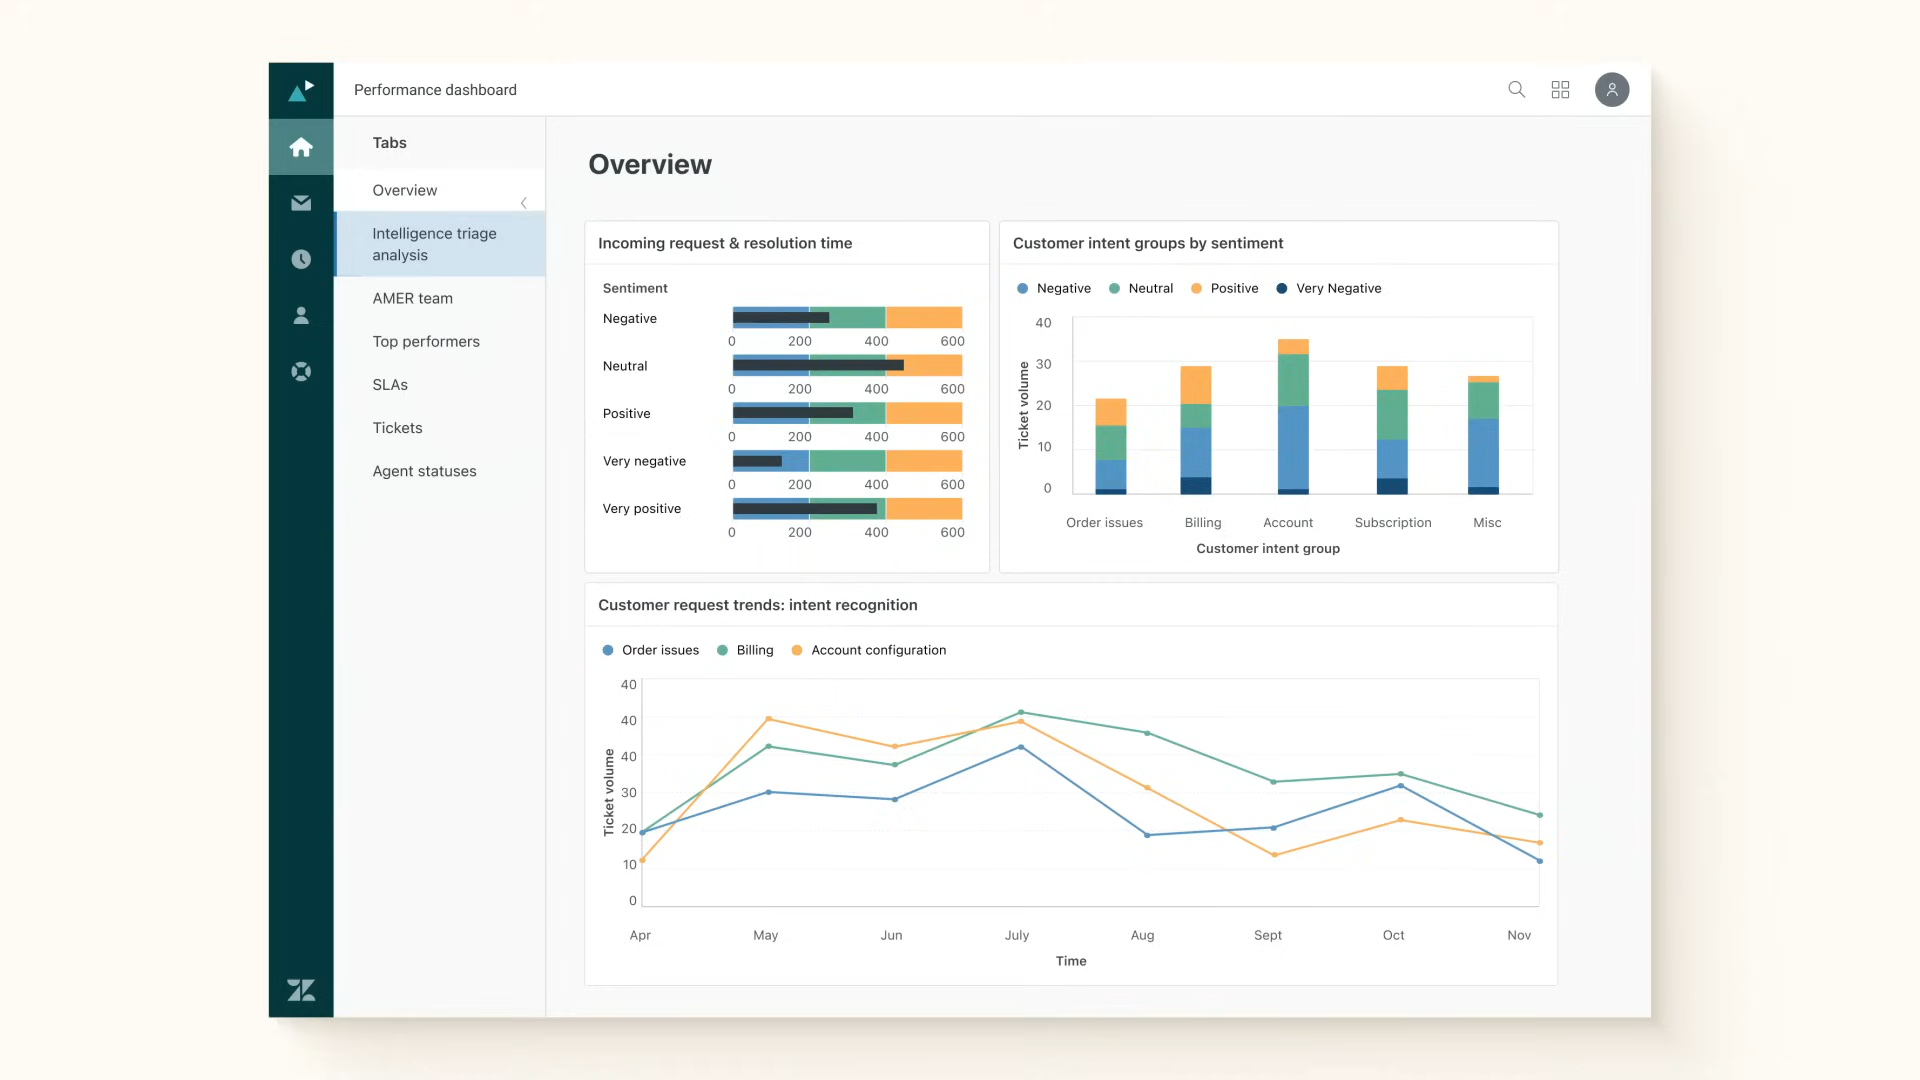 Performance dashboard
Tabs
Overview
Intelligence triage
analysis
AMER team
Top performers
SLAs
Tickets
Agent statuses
Overview
Incoming request & resolution time
Sentiment
Negative
0 200 400 600
Neutral
0 200 400 600
Positive
0 200 400 600
Very negative
0 200 400 600
Very positive
0 200 400 600
Customer intent groups by sentiment
Negative Neutral Positive Very Negative
Ticket volume
40
30
20
10
0
Order issues Billing Account Subscription Misc
Customer intent group
Customer request trends: intent recognition
Order issues Billing Account configuration
Ticket volume
40
40
40
30
20
10
0
Apr May Jun July Aug Sept Oct Nov
Time